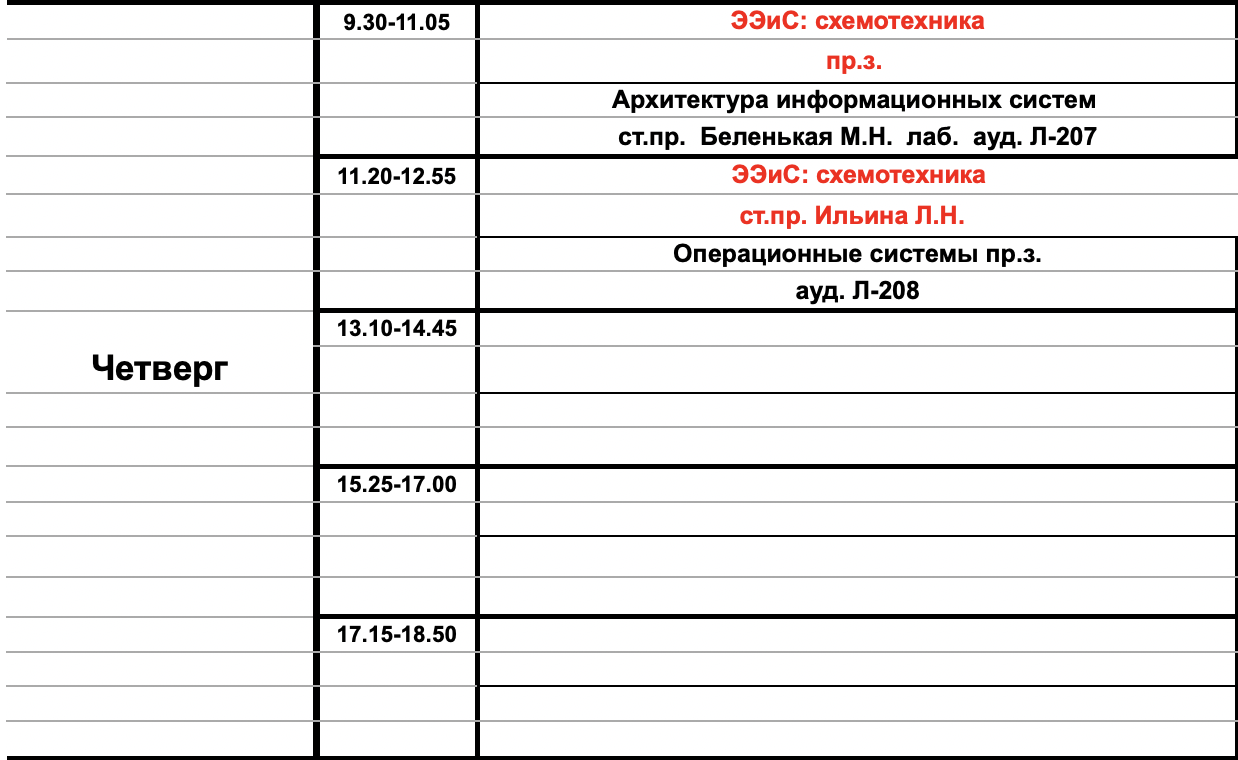 9.30-11.05 ЭЭиС: схемотехника
пр.з.
Архитектура информационных систем
ст.пр. Беленькая М.Н. лаб. ауд. Л-207
11.20-12.55 ЭЭиС: схемотехника
ст.пр. Ильина Л.Н.
Операционные системы пр.з.
ауд. Л-208
13.10-14.45
Четверг
15.25-17.00
17.15-18.50